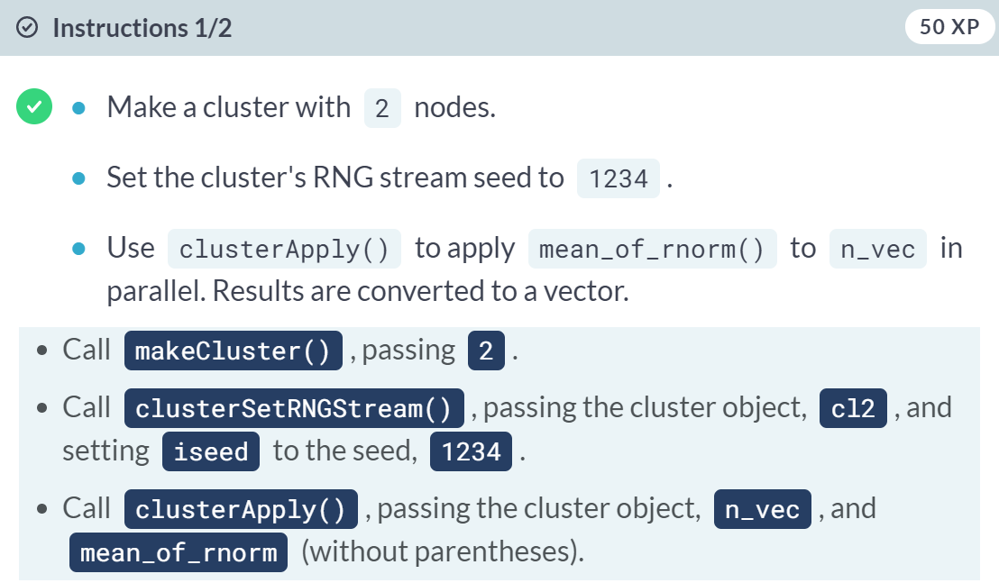 Instructions 1/2
50 XP
Make a cluster with 2 nodes.
Set the cluster's RNG stream seed to 1234 .
Use clusterApply() to apply mean_of_rnorm() to n_vec in
parallel. Results are converted to a vector.
Call makeCluster() , passing 2 .
Call clusterSetRNGStream() , passing the cluster object, cl2 , and
setting iseed to the seed, 1234 .
Call clusterApply() , passing the cluster object, n_vec , and
mean_of_rnorm (without parentheses).